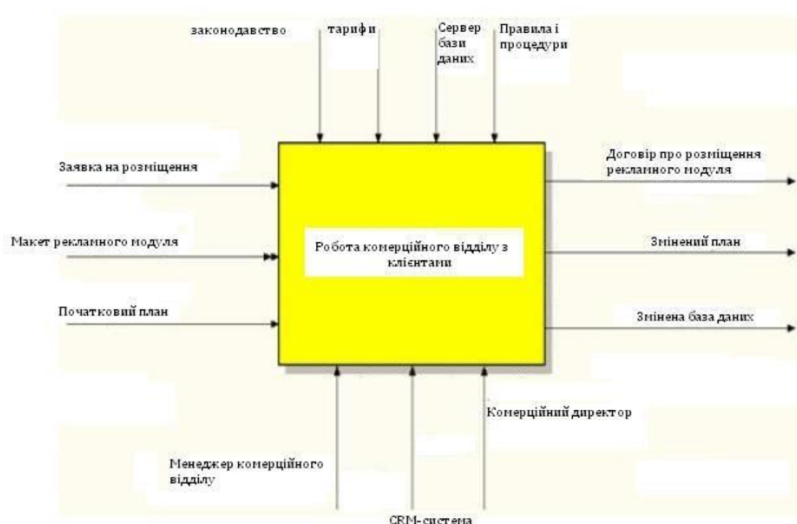 законодавство
тарифи
Сервер
бази
даних
Правила і
процедури
Заявка на розміщення
Договір про розміщення
рекламного модуля
Макет рекламного модуля
Робота комерційного відділу з
клієнтами
Змінений план
Початковий план
Змінена база даних
Комерційний директор
Менеджер комерційного
відділу
CRM-система